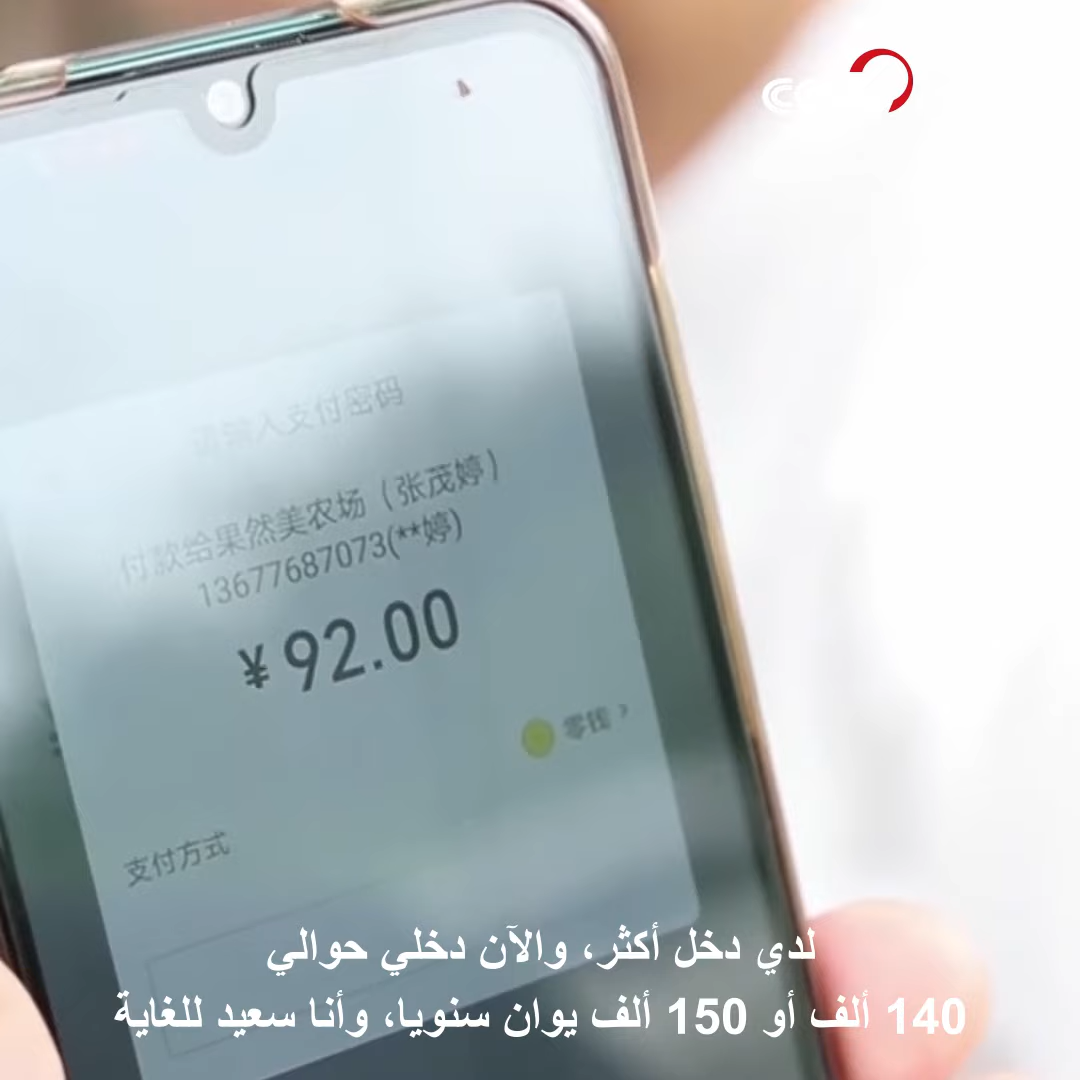 请输入支付密码
付款给果然美农场（张茂婷）
13677687073(**婷)
¥92.00
零钱 >
支付方式
لدي دخل أكثر، والآن دخلي حوالي
140 ألف أو 150 ألف يوان سنويا، وأنا سعيد للغاية